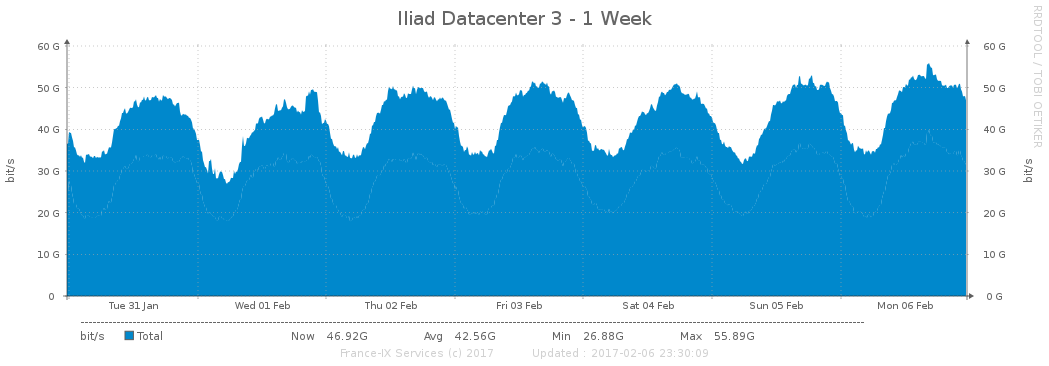 Iliad Datacenter 3 - 1 Week
RRDTOOL / TOBI OETIKER
bit/s
60 G
50 G
40 G
30 G
20 G
10 G
0
60 G
50 G
40 G
30 G
20 G
10 G
0 G
bit/s
Tue 31 Jan Wed 01 Feb Thu 02 Feb Fri 03 Feb Sat 04 Feb Sun 05 Feb Mon 06 Feb
bit/s Total Now 46.92G Avg 42.56G Min 26.88G Max 55.89G
France-IX Services (c) 2017 Updated : 2017-02-06 23:30:09